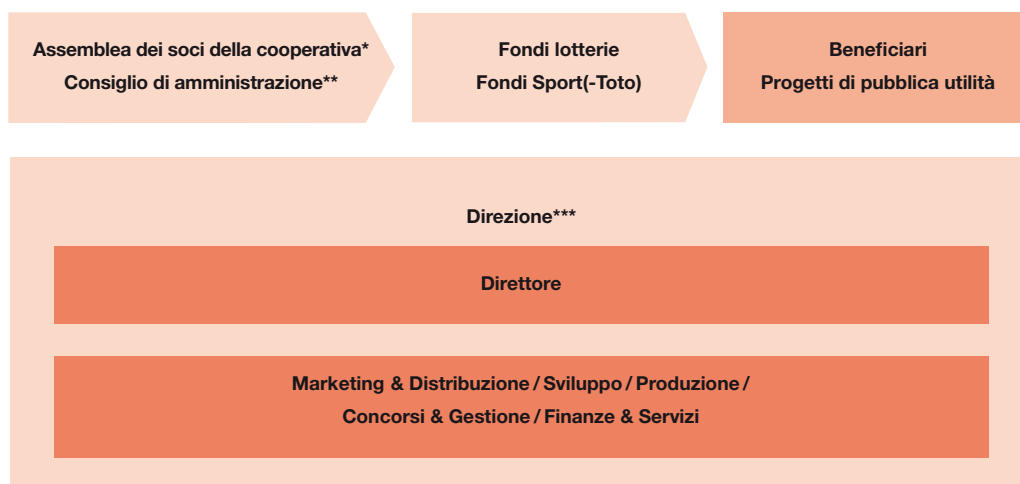 Assemblea dei soci della cooperativa*
Consiglio di amministrazione**
Fondi lotterie
Fondi Sport(-Toto)
Beneficiari
Progetti di pubblica utilità
Direzione***
Direttore
Marketing & Distribuzione / Sviluppo / Produzione /
Concorsi & Gestione / Finanze & Servizi